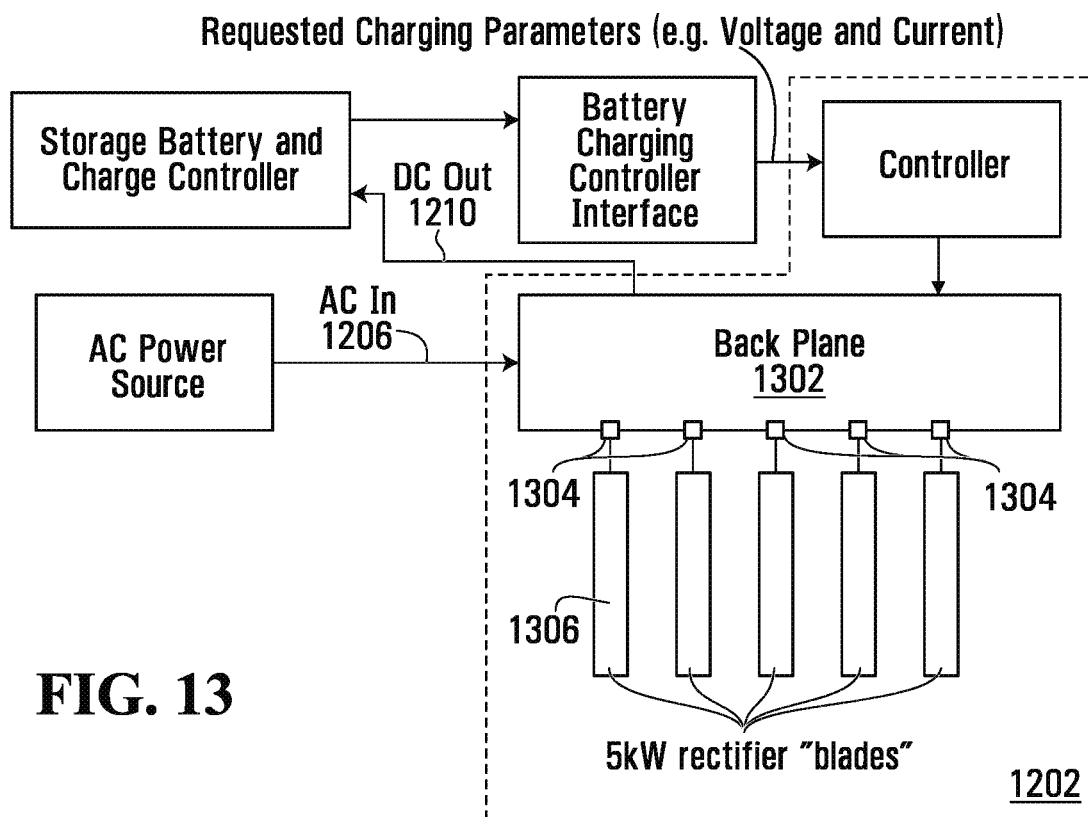 Requested Charging Parameters (e.g. Voltage and Current)
Storage Battery and
Charge Controller
Battery
Charging
Controller
Interface
Controller
DC Out
1210
AC Power
Source
AC In
1206
Back Plane
1302
1304
1304
1306
FIG. 13
5kW rectifier "blades"
1202